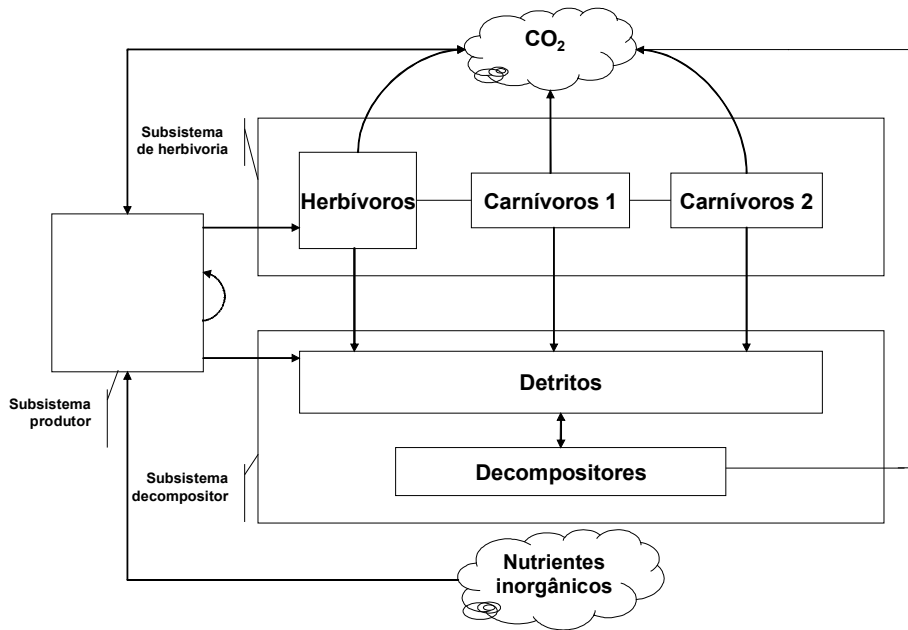 CO₂
Subsistema
de herbivoria
Herbívoros
Carnívoros 1
Carnívoros 2
Detritos
Subsistema
produtor
Subsistema
decompositor
Decompositores
Nutrientes
inorgânicos